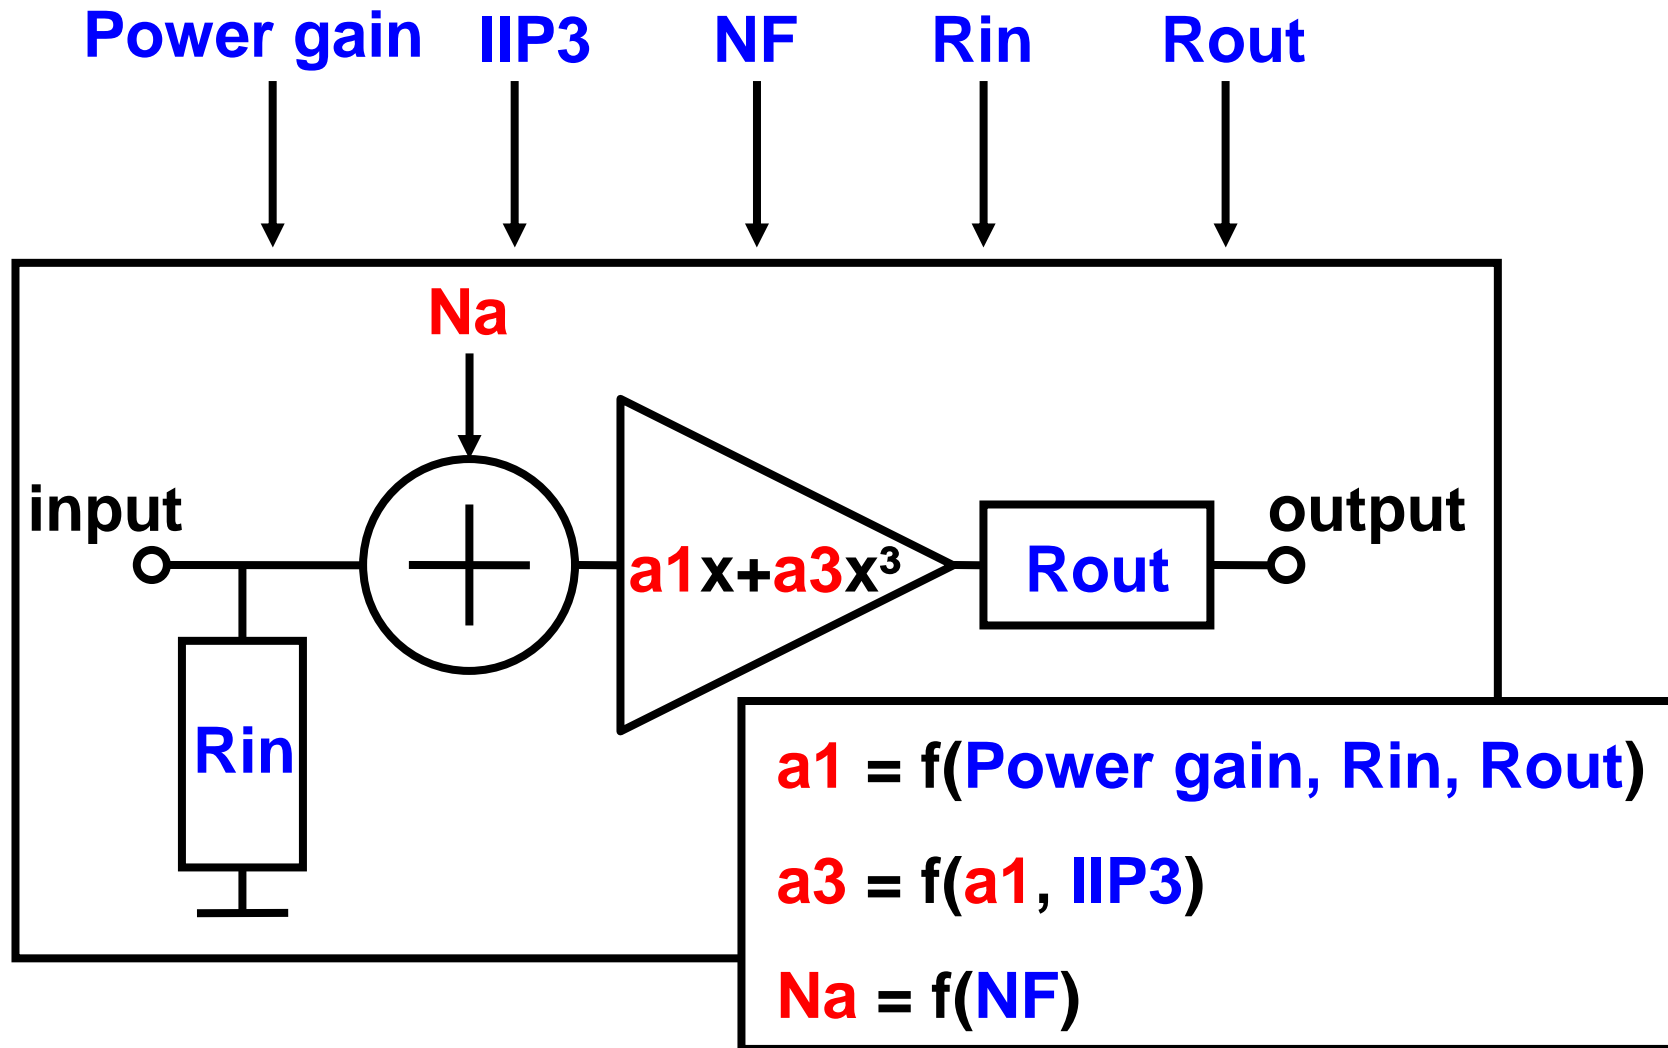 Power gain IIP3 NF Rin Rout
Na
input
output
a1x+a3x³
Rout
Rin
a1 = f(Power gain, Rin, Rout)
a3 = f(a1, IIP3)
Na = f(NF)